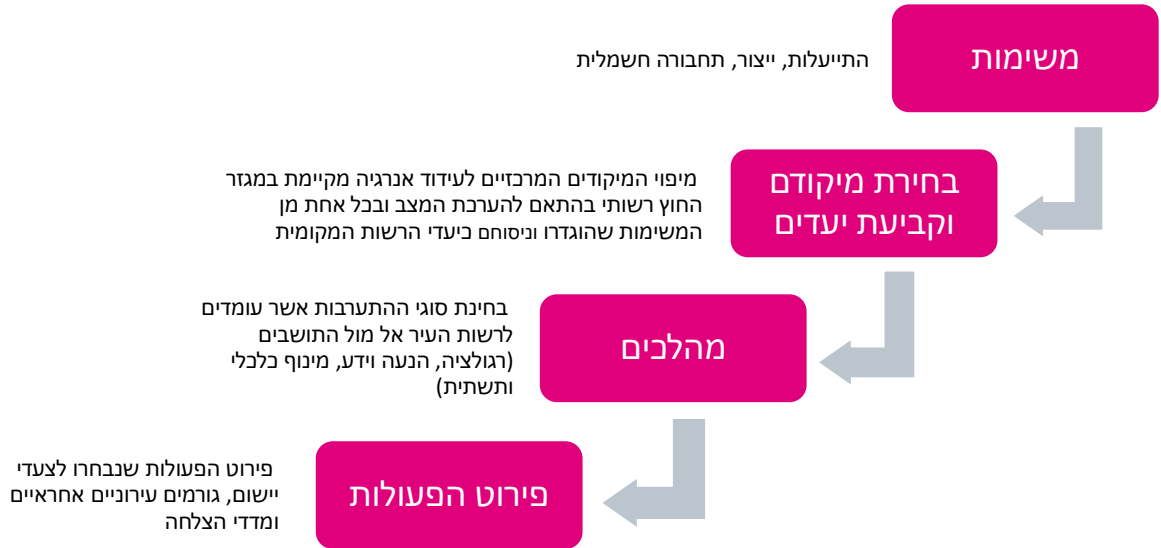 משימות
התייעלות, ייצור, תחבורה חשמלית
בחירת מיקודם
וקביעת יעדים
מיפוי המיקודים המרכזיים לעידוד אנרגיה מקיימת במגזר
החוץ רשותי בהתאם להערכת המצב ובכל אחת מן
המשימות שהוגדרו וניסוחם כיעדי הרשות המקומית
מהלכים
בחינת סוגי ההתערבות אשר עומדים
לרשות העיר אל מול התושבים
(רגולציה, הנעה וידע, מינוף כלכלי
ותשתית)
פירוט הפעולות
פירוט הפעולות שנבחרו לצעדי
יישום, גורמים עירוניים אחראיים
ומדדי הצלחה